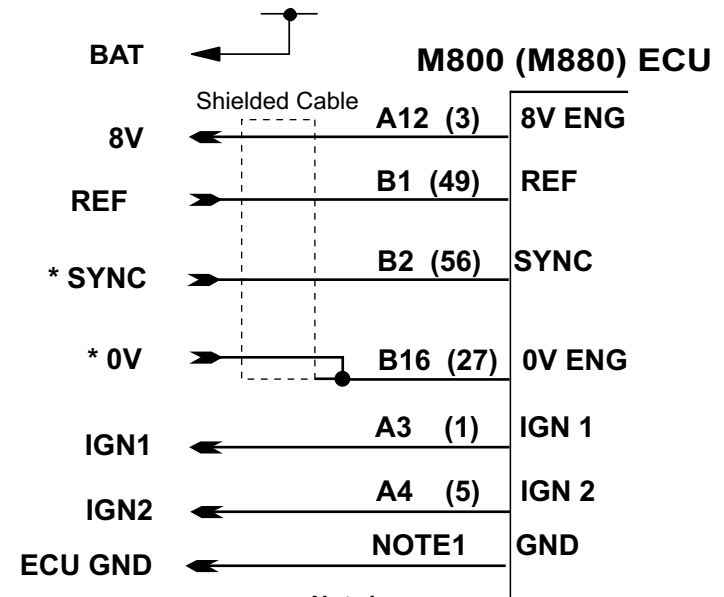 BAT
M800 (M880) ECU
Shielded Cable
8V A12 (3) 8V ENG
REF B1 (49) REF
* SYNC B2 (56) SYNC
* 0V B16 (27) 0V ENG
IGN1 A3 (1) IGN 1
IGN2 A4 (5) IGN 2
ECU GND NOTE1 GND